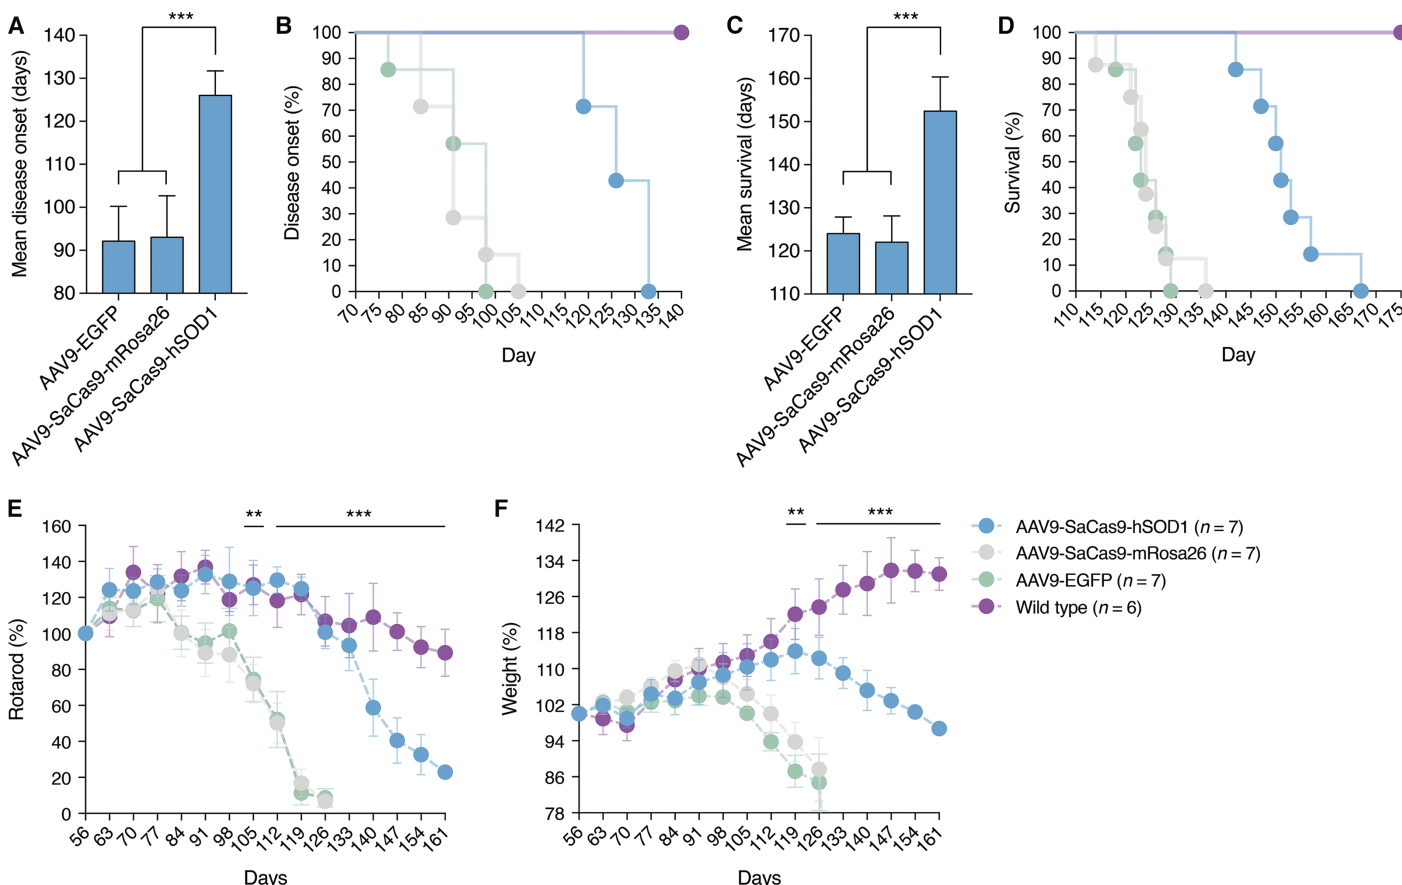 A
***
Mean disease onset (days)
140
130
120
110
100
90
80
AAV9-EGFP
AAV9-SaCas9-mRosa26
AAV9-SaCas9-hSOD1
B
Disease onset (%)
100
90
80
70
60
50
40
30
20
10
0
70 75 80 85 90 95 100 105 110 115 120 125 130 135 140
Day
C
***
Mean survival (days)
170
160
150
140
130
120
110
AAV9-EGFP
AAV9-SaCas9-mRosa26
AAV9-SaCas9-hSOD1
D
Survival (%)
100
90
80
70
60
50
40
30
20
10
0
110 115 120 125 130 135 140 145 150 155 160 165 170 175
Day
E
** ***
Rotarod (%)
160
140
120
100
80
60
40
20
0
56 63 70 77 84 91 98 105 112 119 126 133 140 147 154 161
Days
F
** ***
Weight (%)
142
134
126
118
110
102
94
86
78
56 63 70 77 84 91 98 105 112 119 126 133 140 147 154 161
Days
AAV9-SaCas9-hSOD1 (n = 7)
AAV9-SaCas9-mRosa26 (n = 7)
AAV9-EGFP (n = 7)
Wild type (n = 6)